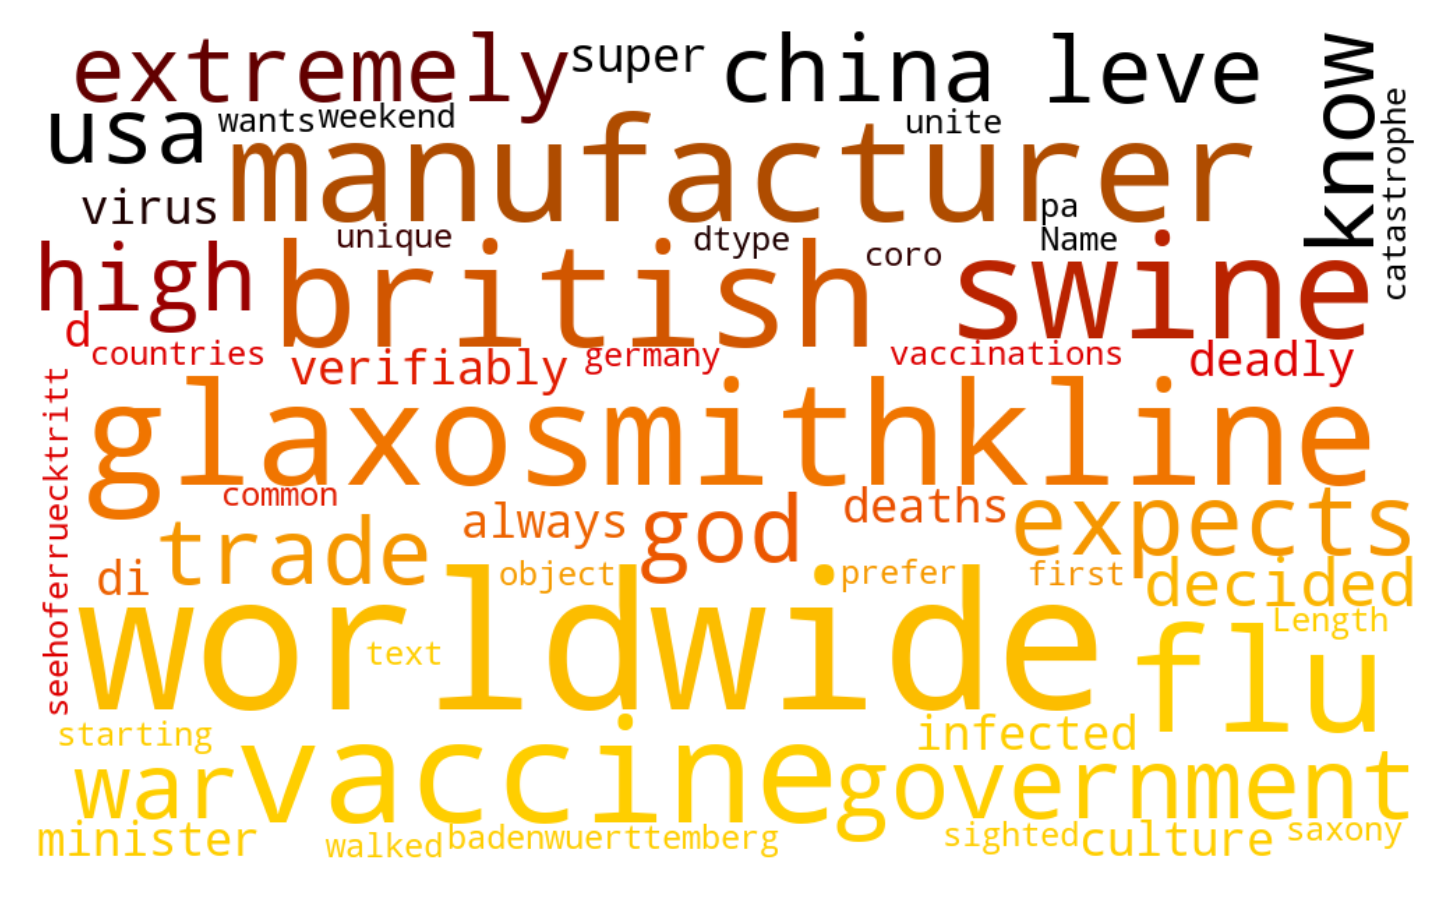 extremely super china leve
know
catastrophe
usa wants weekend manufacturer unite
virus pa
unique dtype coro Name
high british swine
d countries verifiably germany vaccinations deadly
seehoferruecktritt
glaxosmithkline
common always god deaths expects
di trade object prefer first decided
worldwide text flu Length
starting infected
war vaccine government
minister walked badenwuerttemberg sighted culture saxony